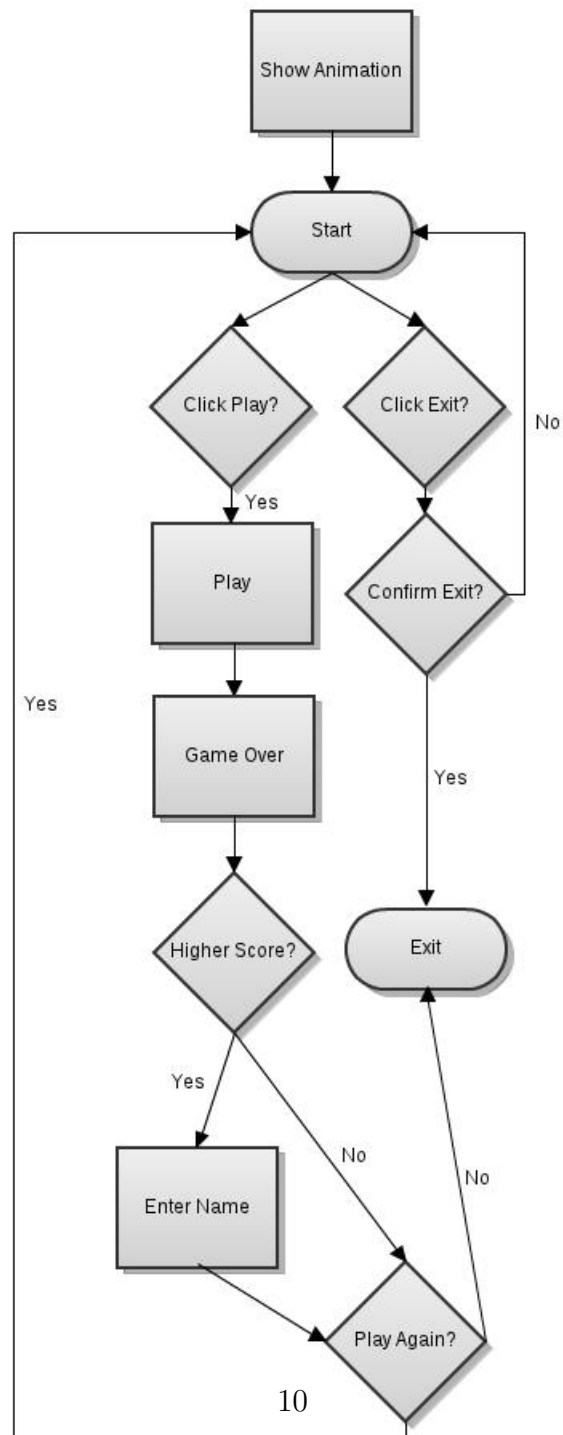 Show Animation
Start
Click Play?
Click Exit?
No
Yes
Play
Confirm Exit?
Yes
Game Over
Yes
Higher Score?
Exit
Yes
No
No
Enter Name
Play Again?
10